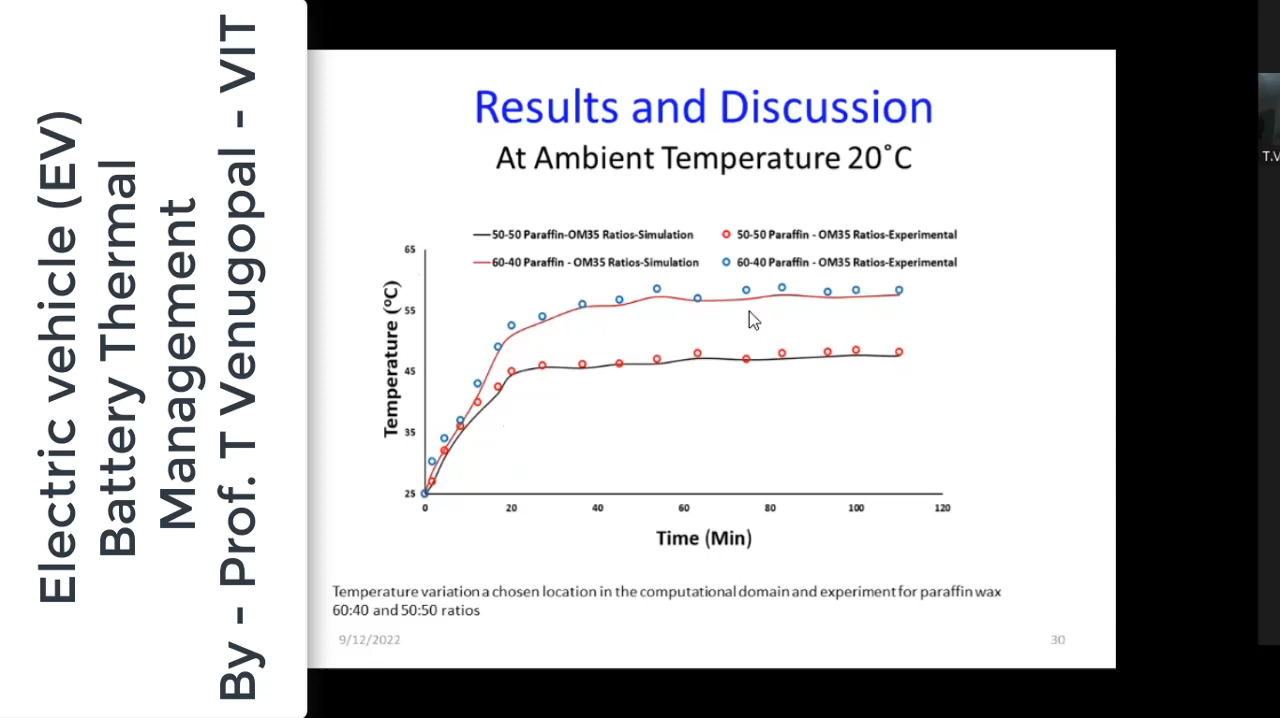 Electric vehicle (EV)
Battery Thermal
Management
By - Prof. T Venugopal - VIT
Results and Discussion
At Ambient Temperature 20˚C
50-50 Paraffin-OM35 Ratios-Simulation
50-50 Paraffin - OM35 Ratios-Experimental
60-40 Paraffin - OM35 Ratios-Simulation
60-40 Paraffin - OM35 Ratios-Experimental
65
55
45
35
25
Temperature (°C)
0 20 40 60 80 100 120
Time (Min)
Temperature variation a chosen location in the computational domain and experiment for paraffin wax
60:40 and 50:50 ratios
9/12/2022
30
T.V